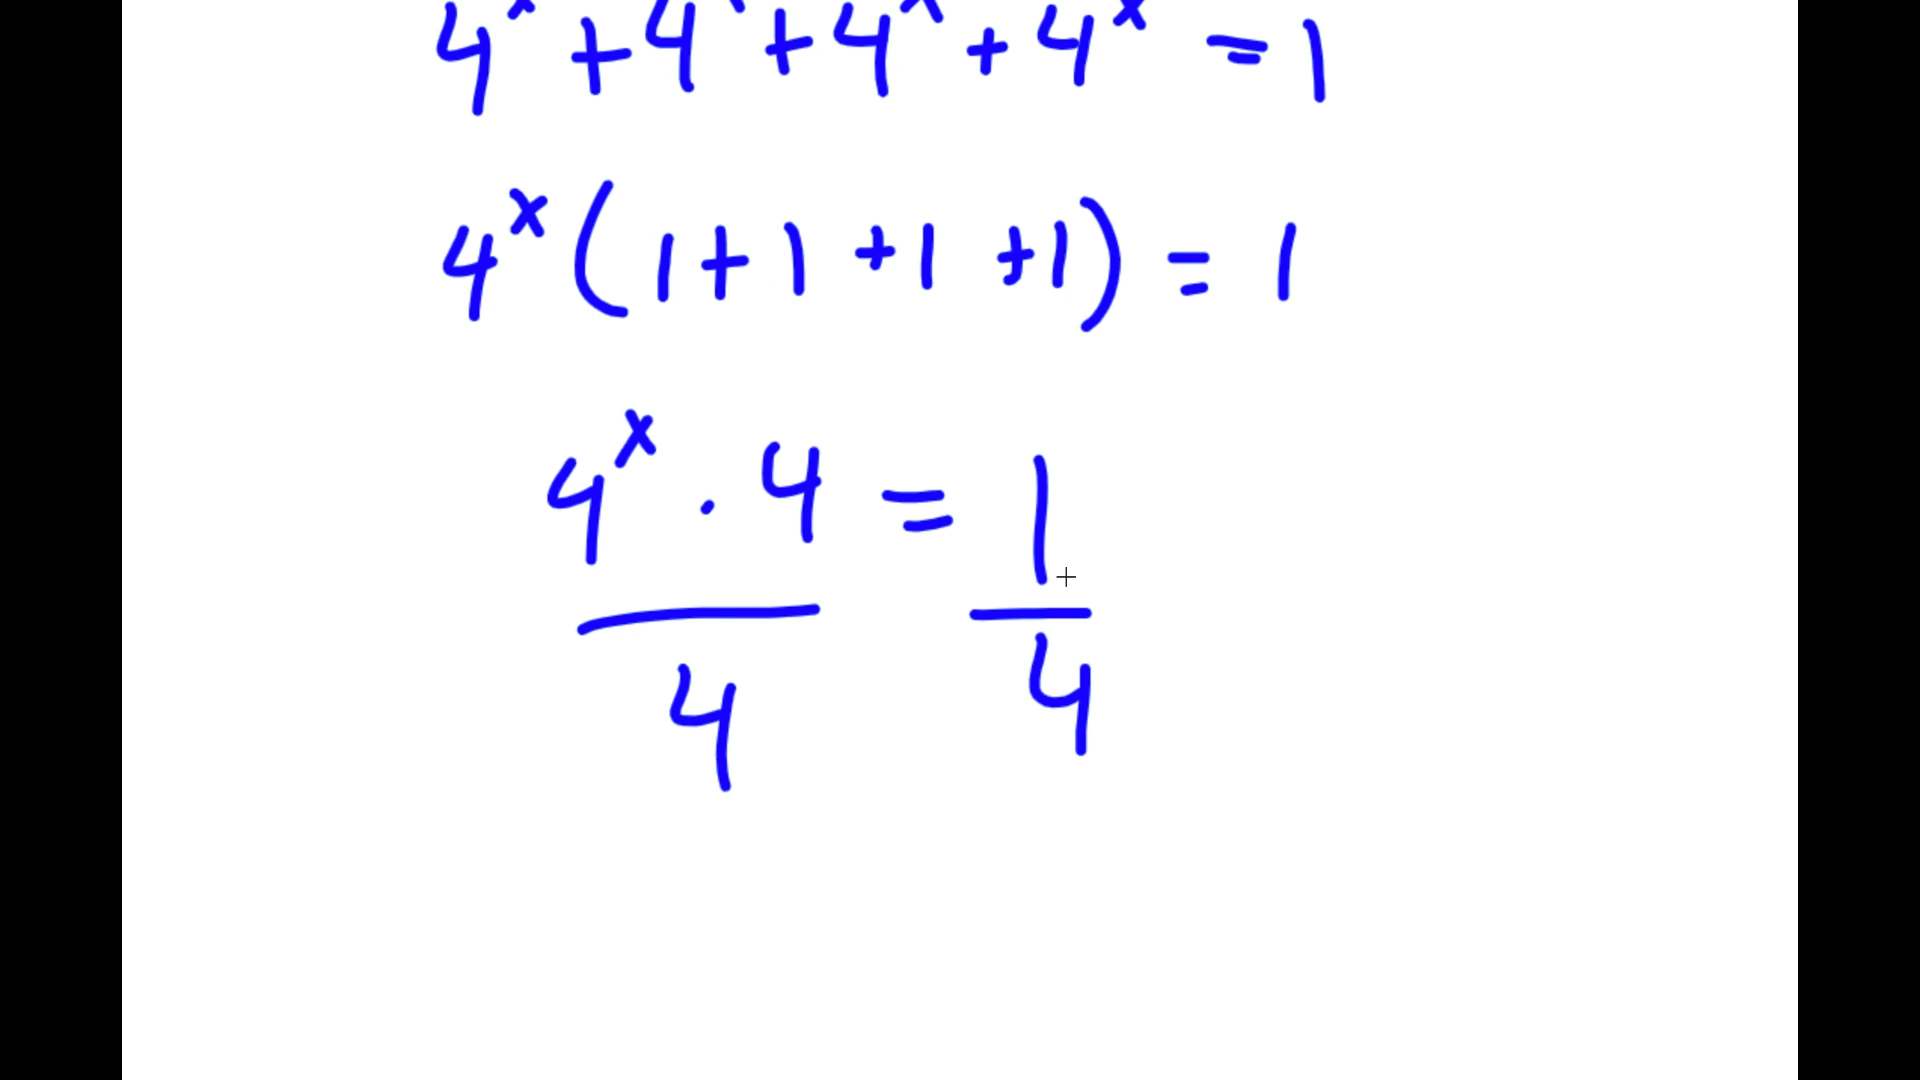 4^x + 4^x + 4^x + 4^x = 1
4^x (1 + 1 + 1 + 1) = 1
4^x · 4 = 1
4 4